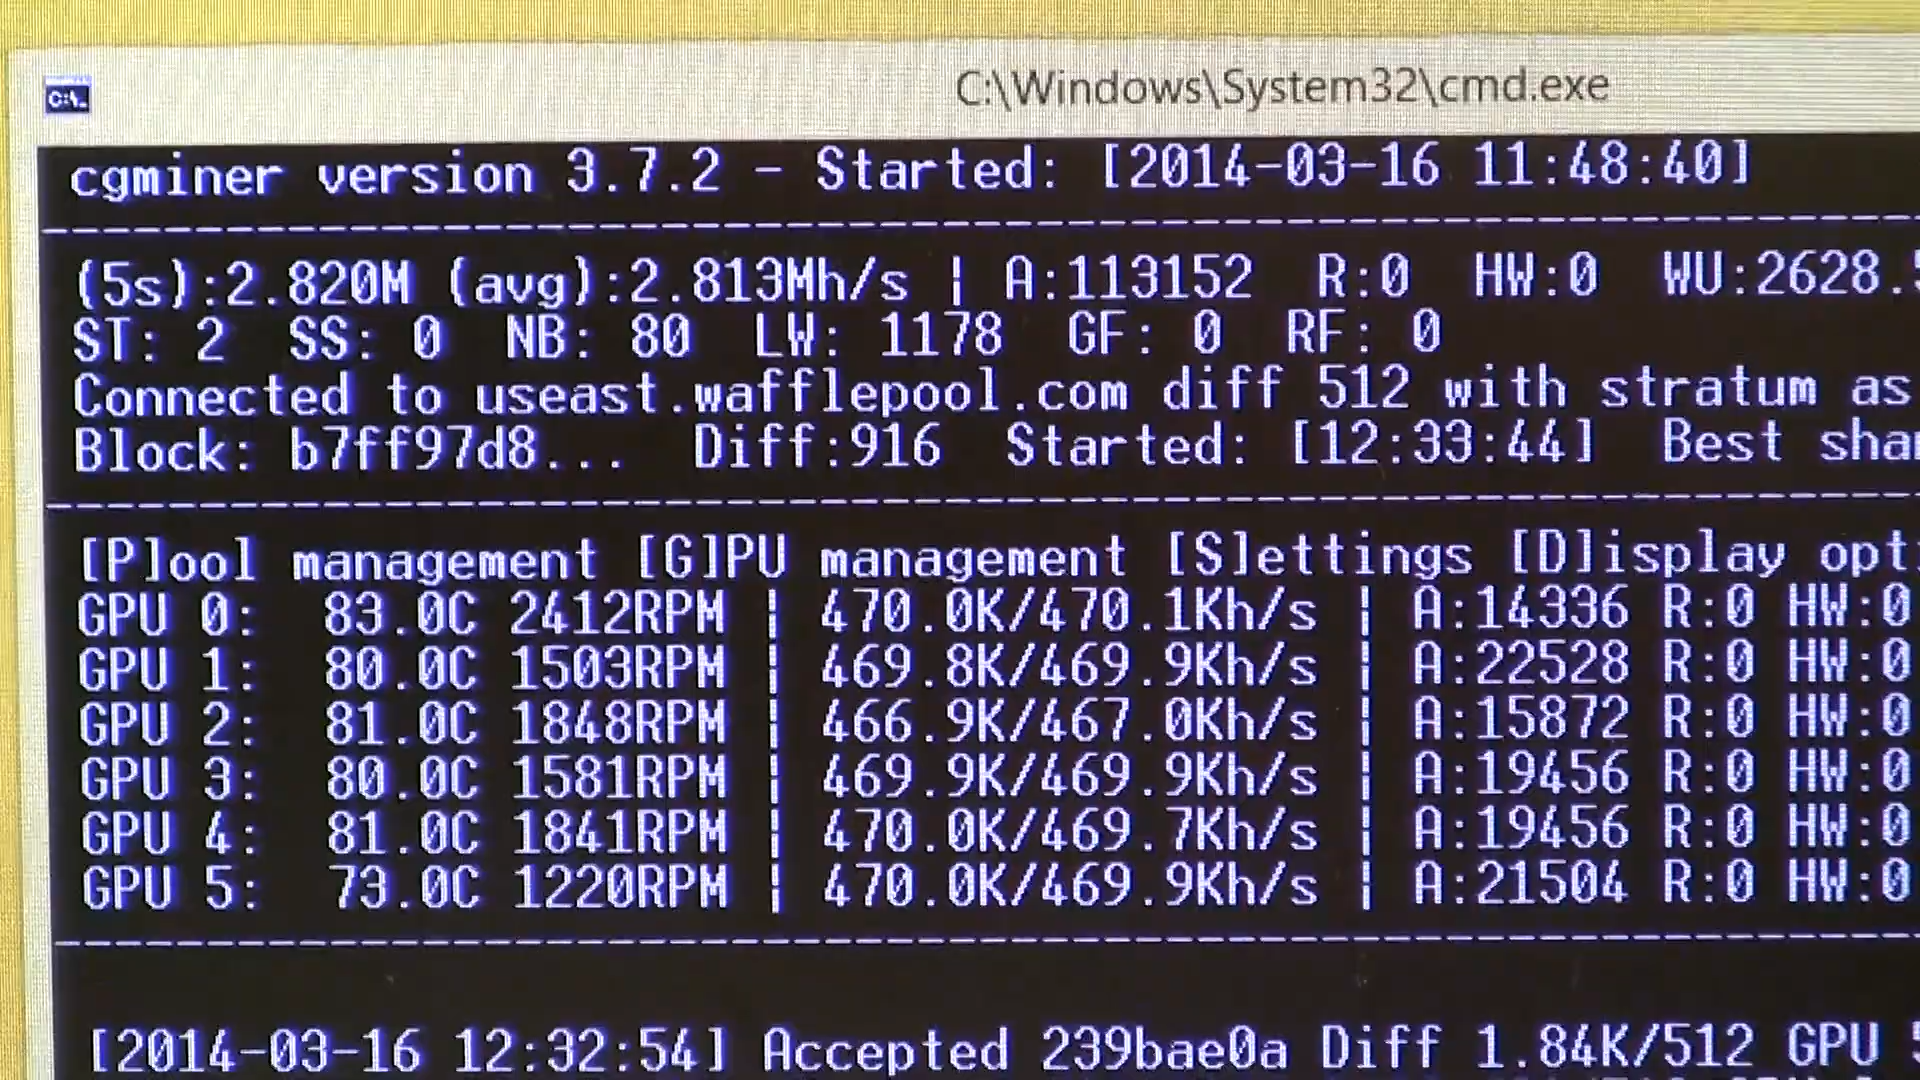 C:\Windows\System32\cmd.exe
cgminer version 3.7.2 - Started: [2014-03-16 11:48:40]
(5s):2.820M (avg):2.813Mh/s | A:113152 R:0 HW:0 WU:2628.
ST: 2 SS: 0 NB: 80 LW: 1178 GF: 0 RF: 0
Connected to useast.wafflepool.com diff 512 with stratum as
Block: b7ff97d8... Diff:916 Started: [12:33:44] Best sha
[P]ool management [G]PU management [S]ettings [D]isplay opt
GPU 0: 83.0C 2412RPM | 470.0K/470.1Kh/s | A:14336 R:0 HW:0
GPU 1: 80.0C 1503RPM | 469.8K/469.9Kh/s | A:22528 R:0 HW:0
GPU 2: 81.0C 1848RPM | 466.9K/467.0Kh/s | A:15872 R:0 HW:0
GPU 3: 80.0C 1581RPM | 469.9K/469.9Kh/s | A:19456 R:0 HW:0
GPU 4: 81.0C 1841RPM | 470.0K/469.7Kh/s | A:19456 R:0 HW:0
GPU 5: 73.0C 1220RPM | 470.0K/469.9Kh/s | A:21504 R:0 HW:0
[2014-03-16 12:32:54] Accepted 239bae0a Diff 1.84K/512 GPU